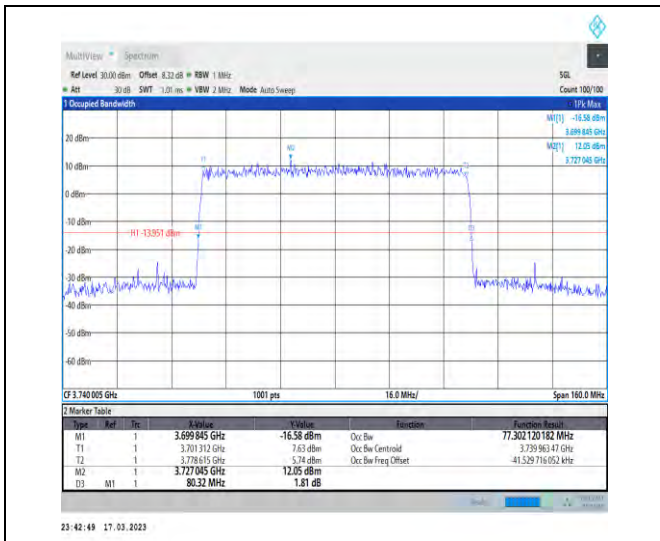 MultiView Spectrum
Ref Level 30.00 dBm Offset 8.32 dB RBW 1 MHz SGL
Att 30 dB SWT 1.01 ms VBW 2 MHz Mode Auto Sweep Count 100/100
1 Occupied Bandwidth 1Pk Max
M1[1] -16.58 dBm
3.699 845 GHz
20 dBm M2 M2[1] 12.05 dBm
3.727 045 GHz
T1
10 dBm
0 dBm
-10 dBm
H1 -13.951 dBm
-20 dBm
-30 dBm
-40 dBm
-50 dBm
-60 dBm
CF 3.740 005 GHz 1001 pts 16.0 MHz/ Span 160.0 MHz
2 Marker Table
Type Ref Trc X-Value Y-Value Function Function Result
M1 1 3.699 845 GHz -16.58 dBm Occ Bw 77.302 120 182 MHz
T1 1 3.701 312 GHz 7.63 dBm Occ Bw Centroid 3.739 963 47 GHz
T2 1 3.778 615 GHz 5.74 dBm Occ Bw Freq Offset -41.529 716 052 kHz
M2 1 3.727 045 GHz 12.05 dBm
D3 M1 1 80.32 MHz 1.81 dB
23:42:49 17.03.2023